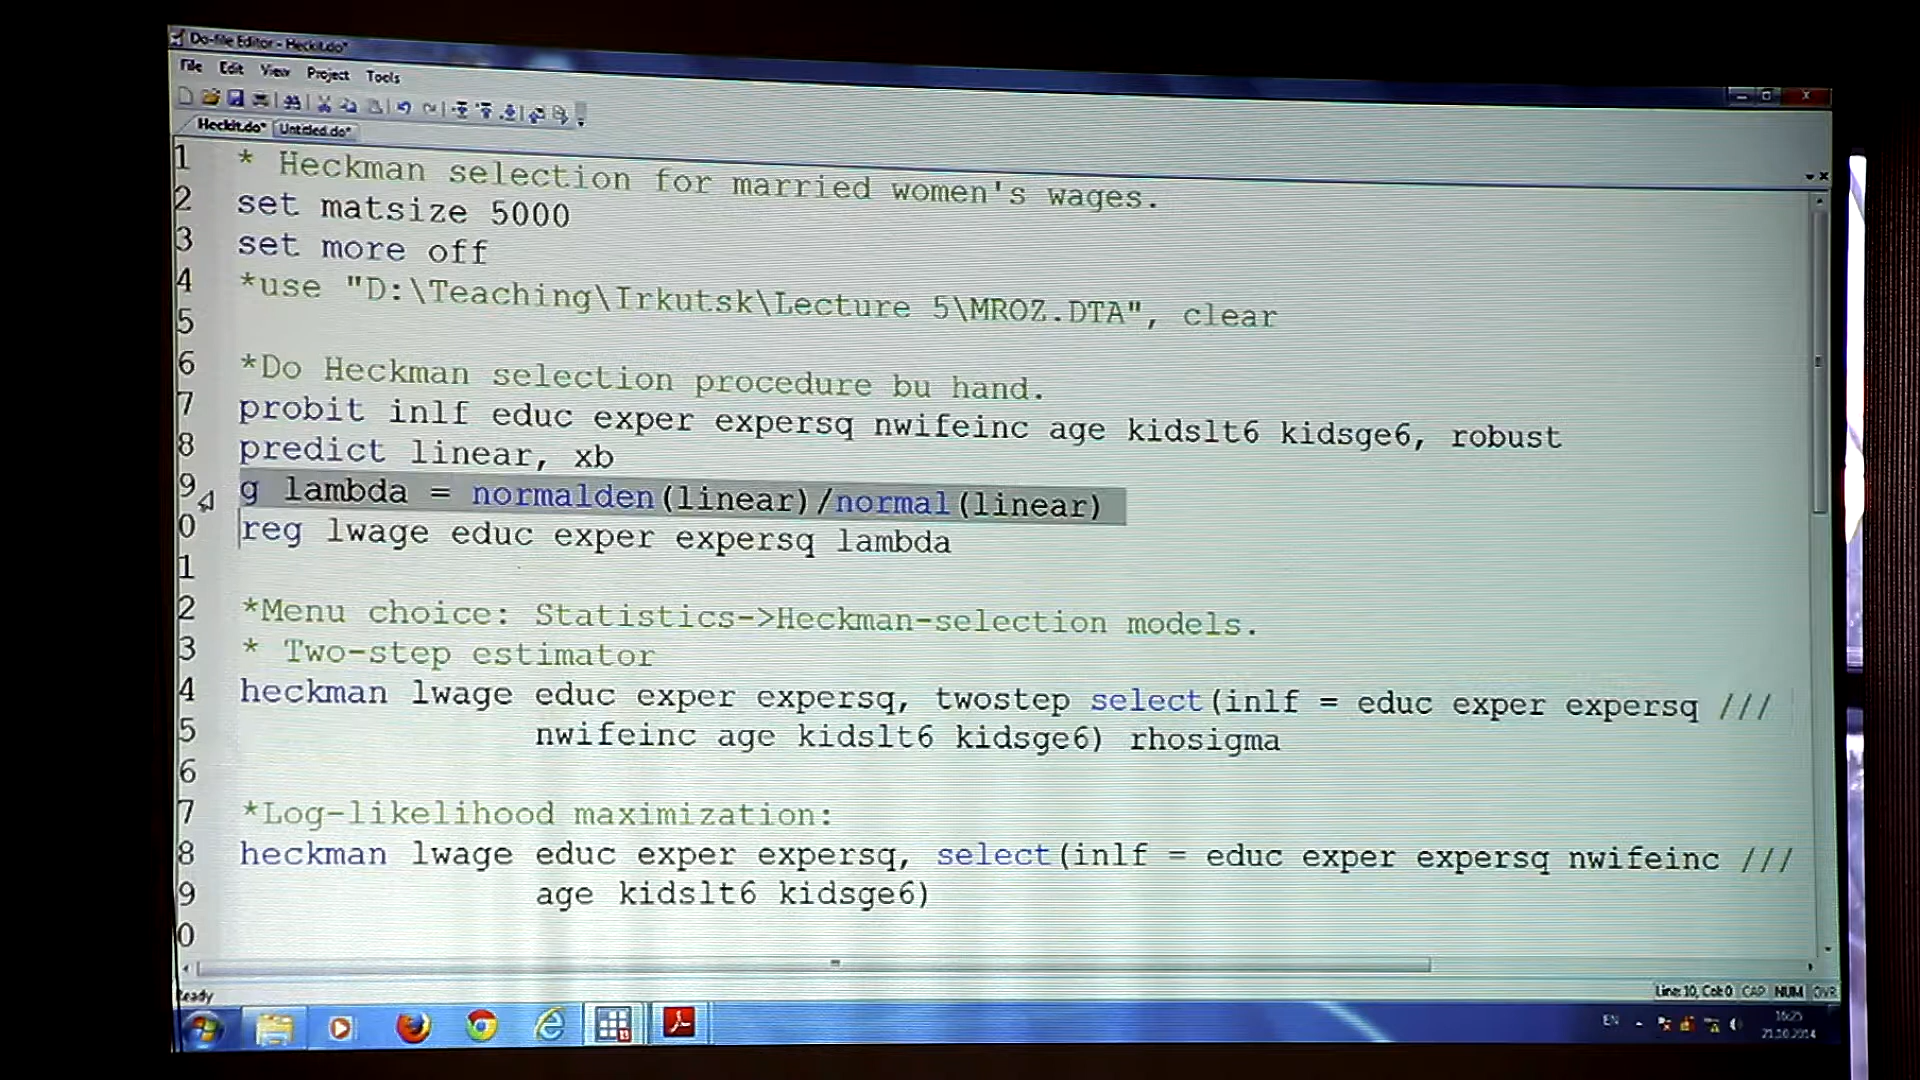 Do-file Editor - Heckit.do*
File Edit View Project Tools
Heckit.do* Untitled.do*
1 * Heckman selection for married women's wages.
2 set matsize 5000
3 set more off
4 *use "D:\Teaching\Irkutsk\Lecture 5\MROZ.DTA", clear
5
6 *Do Heckman selection procedure bu hand.
7 probit inlf educ exper expersq nwifeinc age kidslt6 kidsge6, robust
8 predict linear, xb
9 g lambda = normalden(linear)/normal(linear)
0 reg lwage educ exper expersq lambda
1
2 *Menu choice: Statistics->Heckman-selection models.
3 * Two-step estimator
4 heckman lwage educ exper expersq, twostep select(inlf = educ exper expersq ///
5 nwifeinc age kidslt6 kidsge6) rhosigma
6
7 *Log-likelihood maximization:
8 heckman lwage educ exper expersq, select(inlf = educ exper expersq nwifeinc ///
9 age kidslt6 kidsge6)
0
Ready
Line: 10, Col: 0 CAP NUM OVR
EN
16:25
21.10.2014